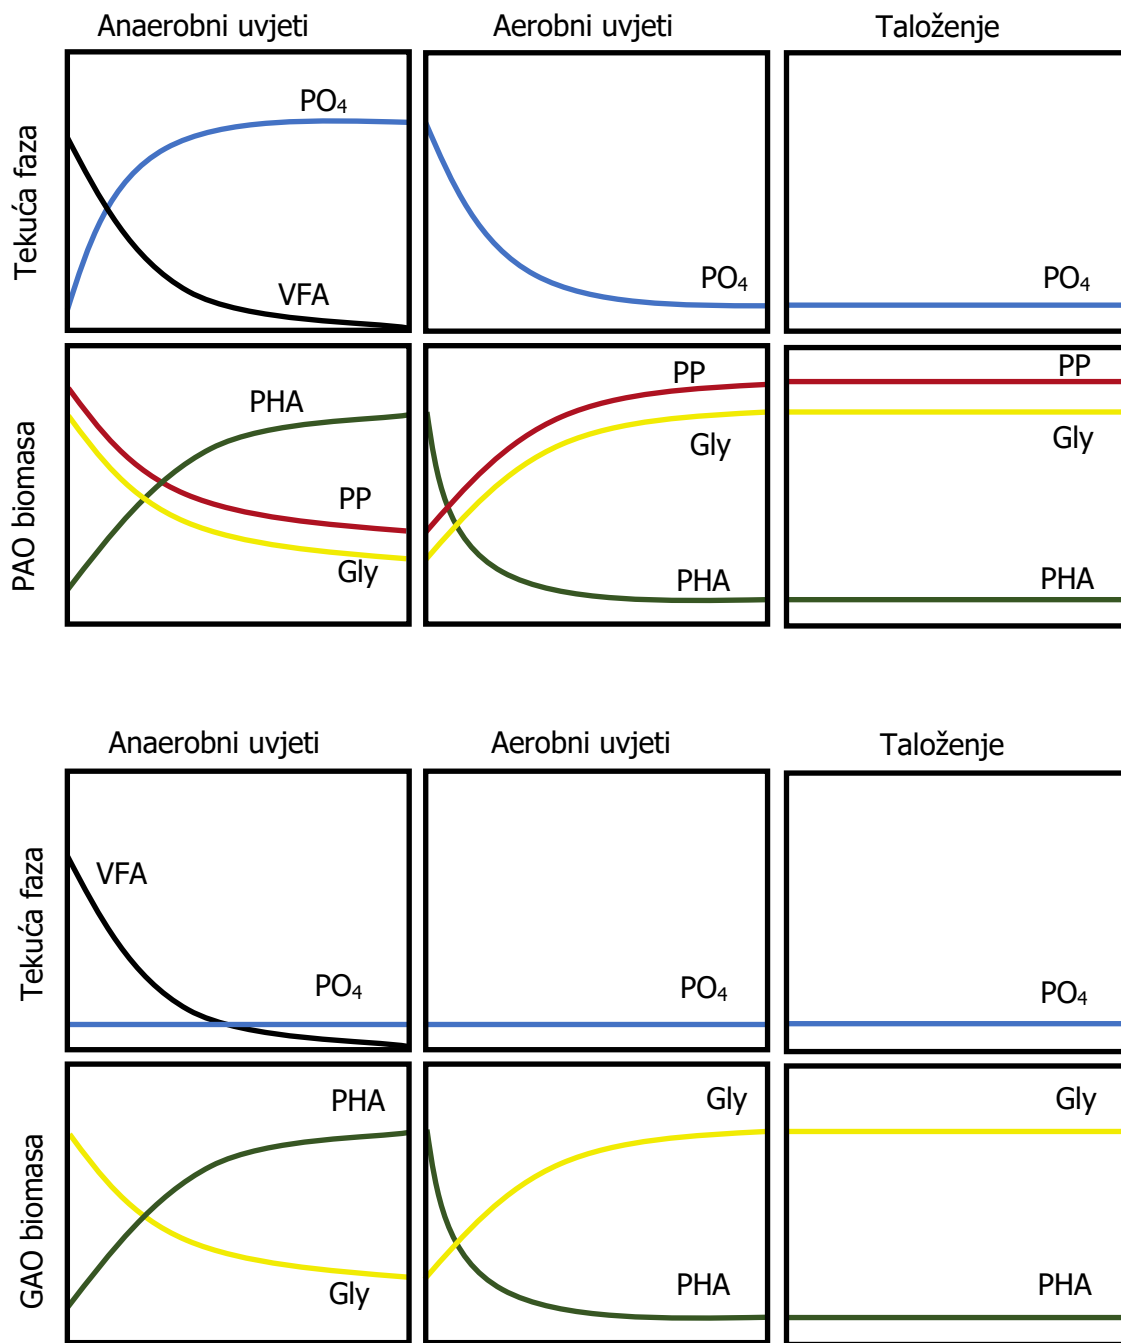 Anaerobni uvjeti
Aerobni uvjeti
Taloženje
Tekuća faza
PO₄
VFA
PO₄
PO₄
PAO biomasa
PHA
PP
Gly
PP
Gly
PHA
PP
Gly
PHA
Anaerobni uvjeti
Aerobni uvjeti
Taloženje
Tekuća faza
VFA
PO₄
PO₄
PO₄
GAO biomasa
PHA
Gly
Gly
PHA
Gly
PHA